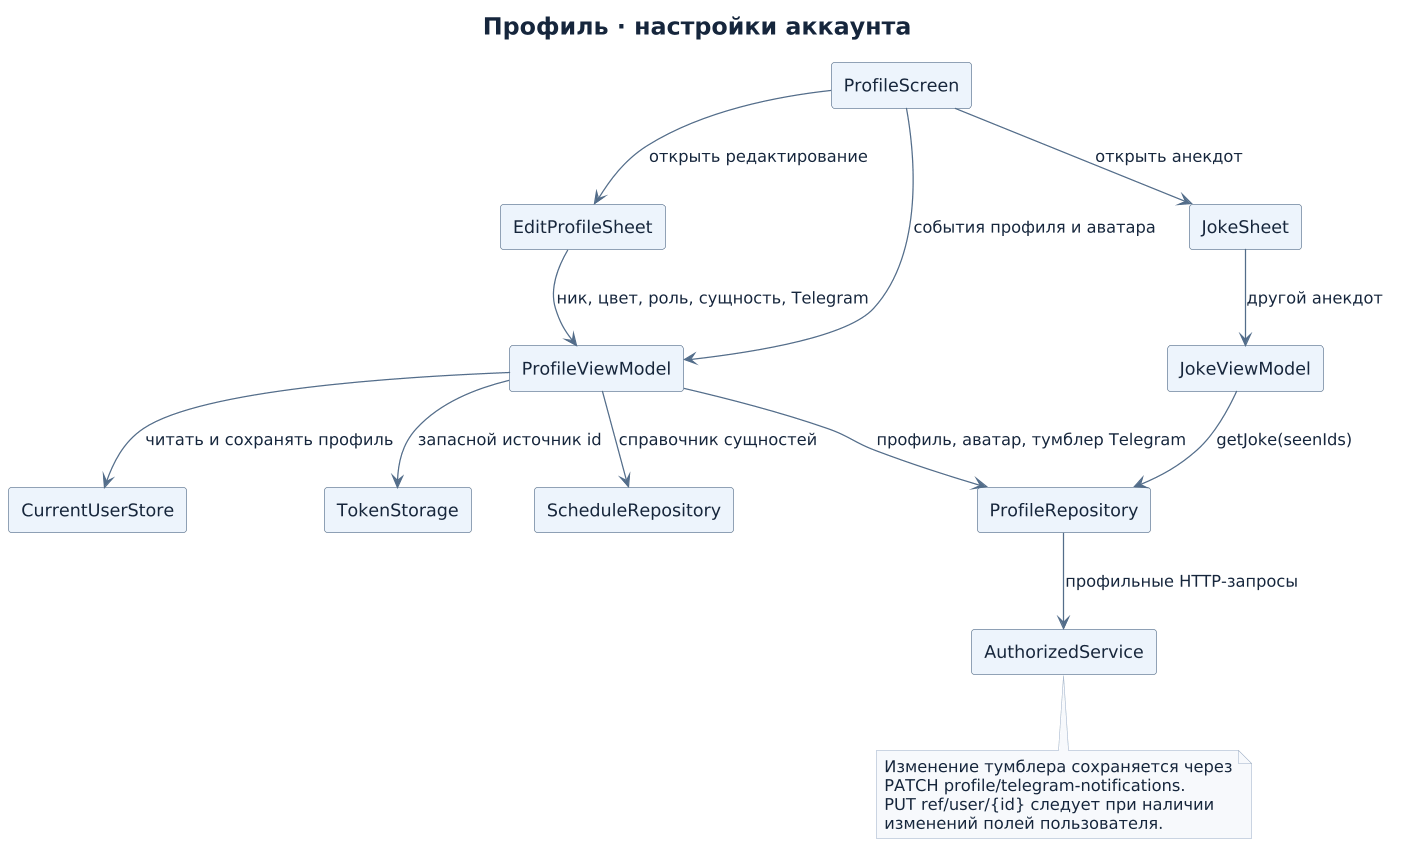 Профиль · настройки аккаунта
ProfileScreen
открыть редактирование
открыть анекдот
EditProfileSheet
события профиля и аватара
JokeSheet
ник, цвет, роль, сущность, Telegram
другой анекдот
ProfileViewModel
JokeViewModel
читать и сохранять профиль
запасной источник id
справочник сущностей
профиль, аватар, тумблер Telegram
getJoke(seenIds)
CurrentUserStore
TokenStorage
ScheduleRepository
ProfileRepository
профильные HTTP-запросы
AuthorizedService
Изменение тумблера сохраняется через
PATCH profile/telegram-notifications.
PUT ref/user/{id} следует при наличии
изменений полей пользователя.